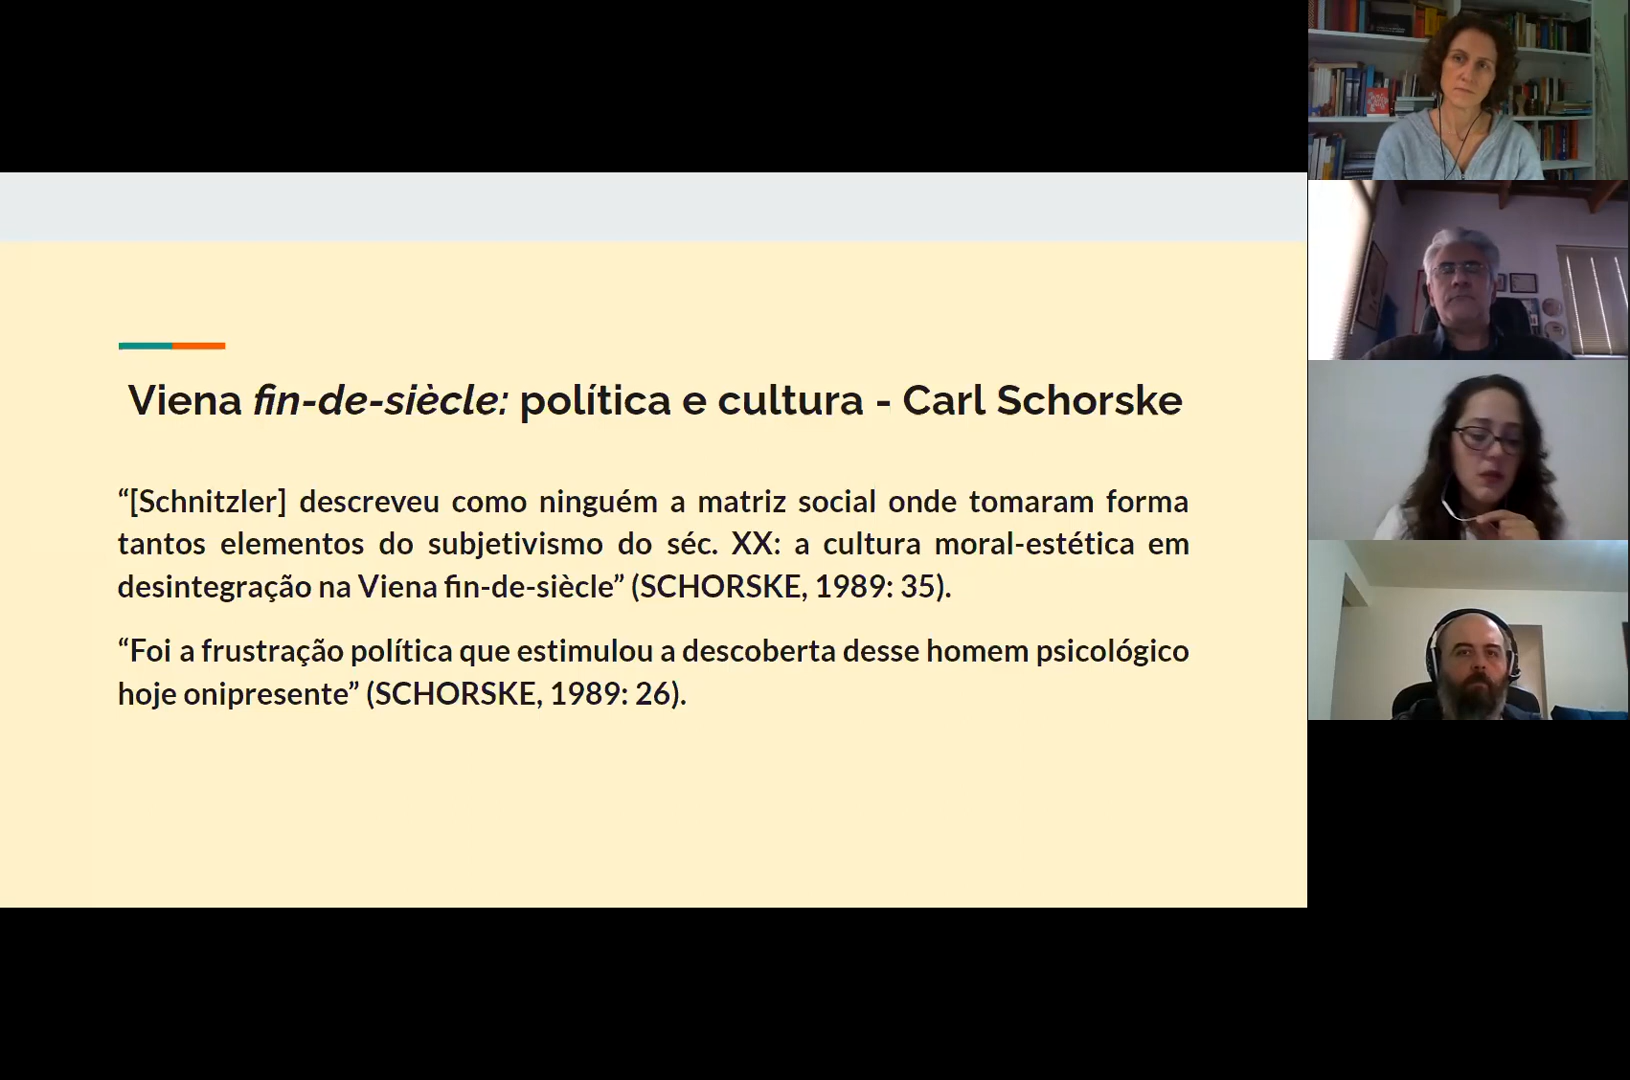 Viena fin-de-siècle: política e cultura - Carl Schorske
“[Schnitzler] descreveu como ninguém a matriz social onde tomaram forma
tantos elementos do subjetivismo do séc. XX: a cultura moral-estética em
desintegração na Viena fin-de-siècle” (SCHORSKE, 1989: 35).
“Foi a frustração política que estimulou a descoberta desse homem psicológico
hoje onipresente” (SCHORSKE, 1989: 26).